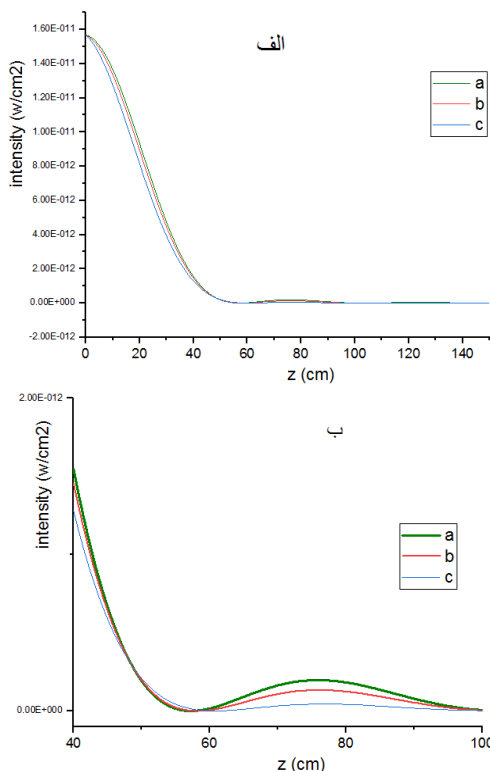 الف
1.60E-011
1.40E-011
1.20E-011
1.00E-011
8.00E-012
6.00E-012
4.00E-012
2.00E-012
0.00E+000
-2.00E-012
intensity (w/cm2)
a
b
c
0 20 40 60 80 100 120 140
z (cm)
ب
2.00E-012
0.00E+000
intensity (w/cm2)
a
b
c
40 60 80 100
z (cm)